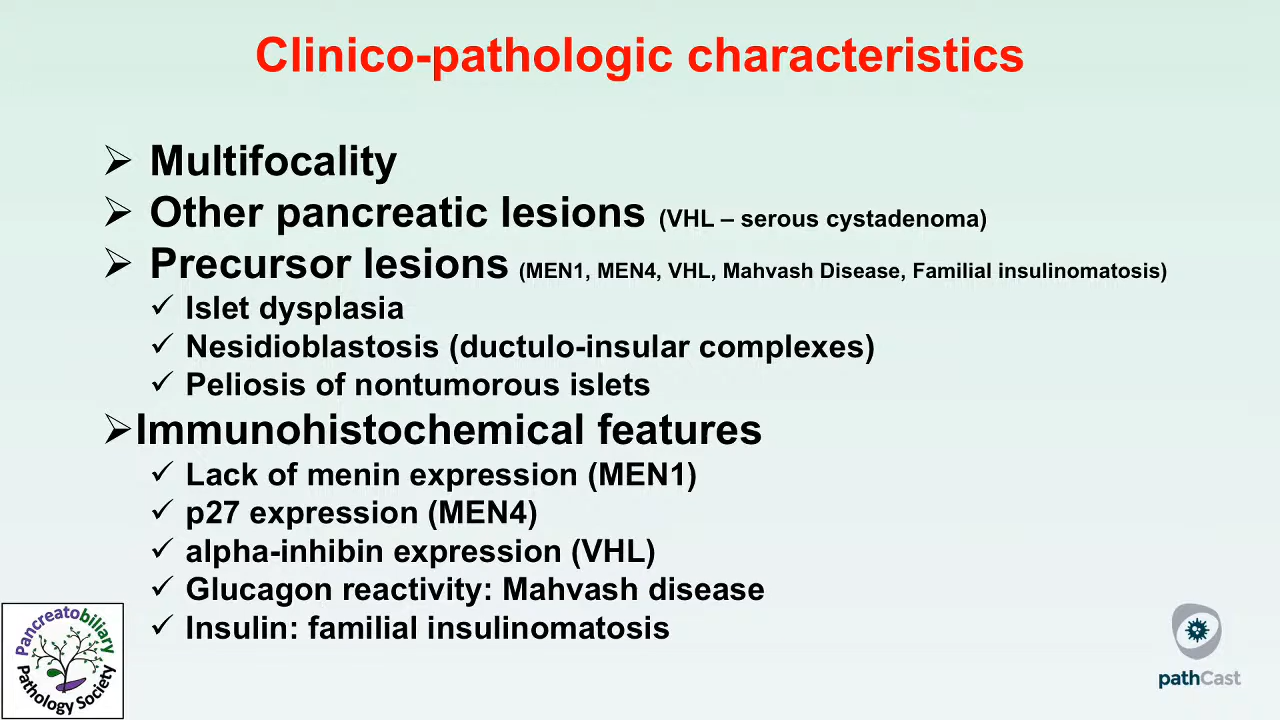 Clinico-pathologic characteristics
➢ Multifocality
➢ Other pancreatic lesions (VHL – serous cystadenoma)
➢ Precursor lesions (MEN1, MEN4, VHL, Mahvash Disease, Familial insulinomatosis)
✓ Islet dysplasia
✓ Nesidioblastosis (ductulo-insular complexes)
✓ Peliosis of nontumorous islets
➢Immunohistochemical features
✓ Lack of menin expression (MEN1)
✓ p27 expression (MEN4)
✓ alpha-inhibin expression (VHL)
✓ Glucagon reactivity: Mahvash disease
✓ Insulin: familial insulinomatosis
Pancreatobiliary
Pathology Society
pathCast